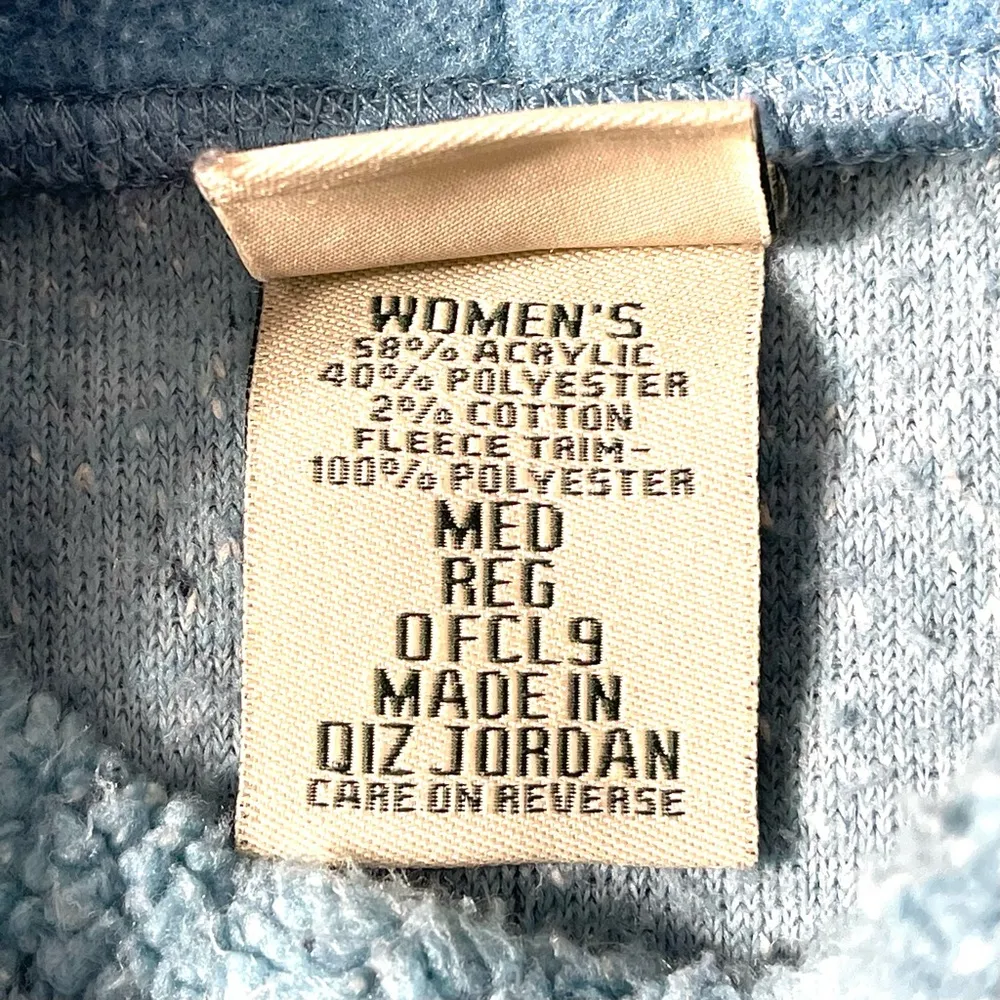 WOMEN'S
58% ACRYLIC
40% POLYESTER
2% COTTON
FLEECE TRIM-
100% POLYESTER
MED
REG
0FCL9
MADE IN
QIZ JORDAN
CARE ON REVERSE